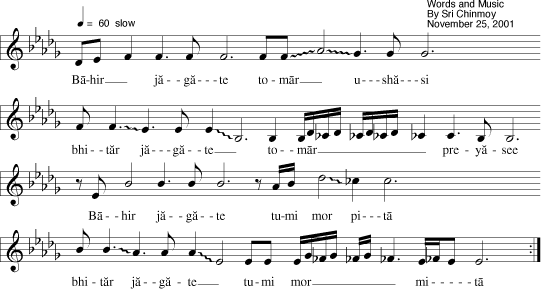 = 60 slow
Words and Music
By Sri Chinmoy
November 25, 2001
Bā-hir jā--gā---te to-mār u---shā---si
bhi-tăr jā---gā--te to---mār pre-yā-see
Bā--hir jā---gā---te tu-mi mor pi---tā
bhi-tăr jā---gā-te tu-mi mor mi----tā